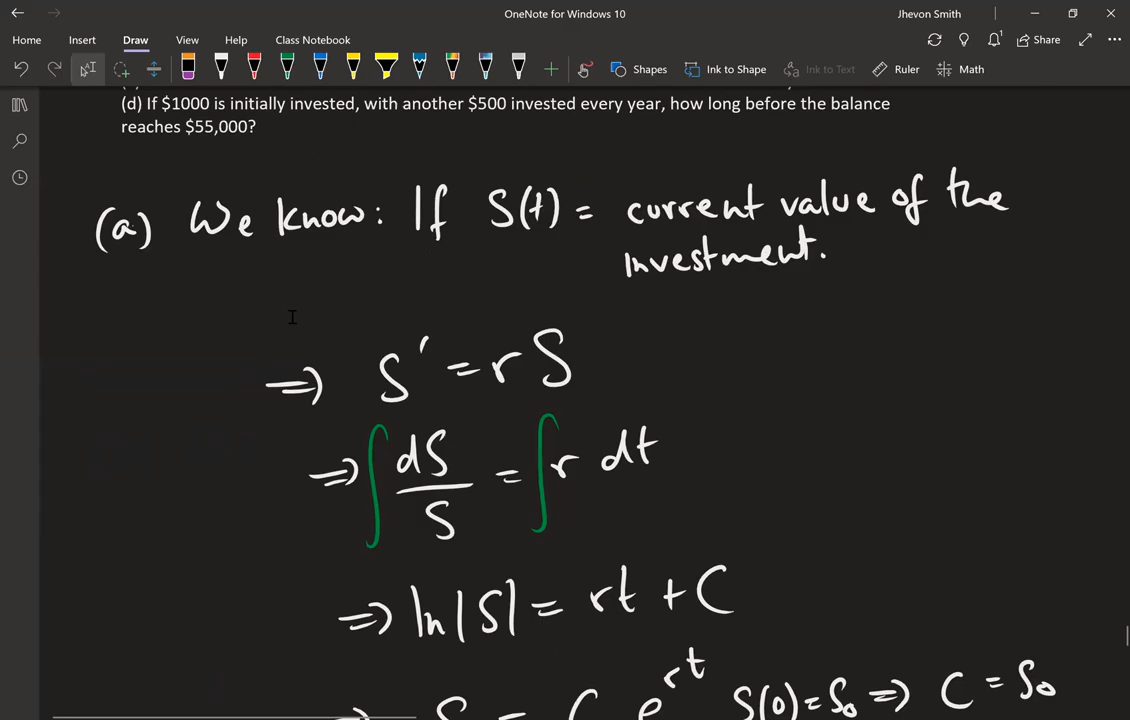 OneNote for Windows 10
Jhevon Smith
Home Insert Draw View Help Class Notebook
Share
Shapes Ink to Shape Ink to Text Ruler Math
(d) If $1000 is initially invested, with another $500 invested every year, how long before the balance
reaches $55,000?
(a) We know: If S(t) = current value of the
investment.
⇒ S' = rS
⇒ ∫ dS/S = ∫ r dt
⇒ ln|S| = rt + C
⇒ S = C e^rt S(0) = S₀ ⇒ C = S₀